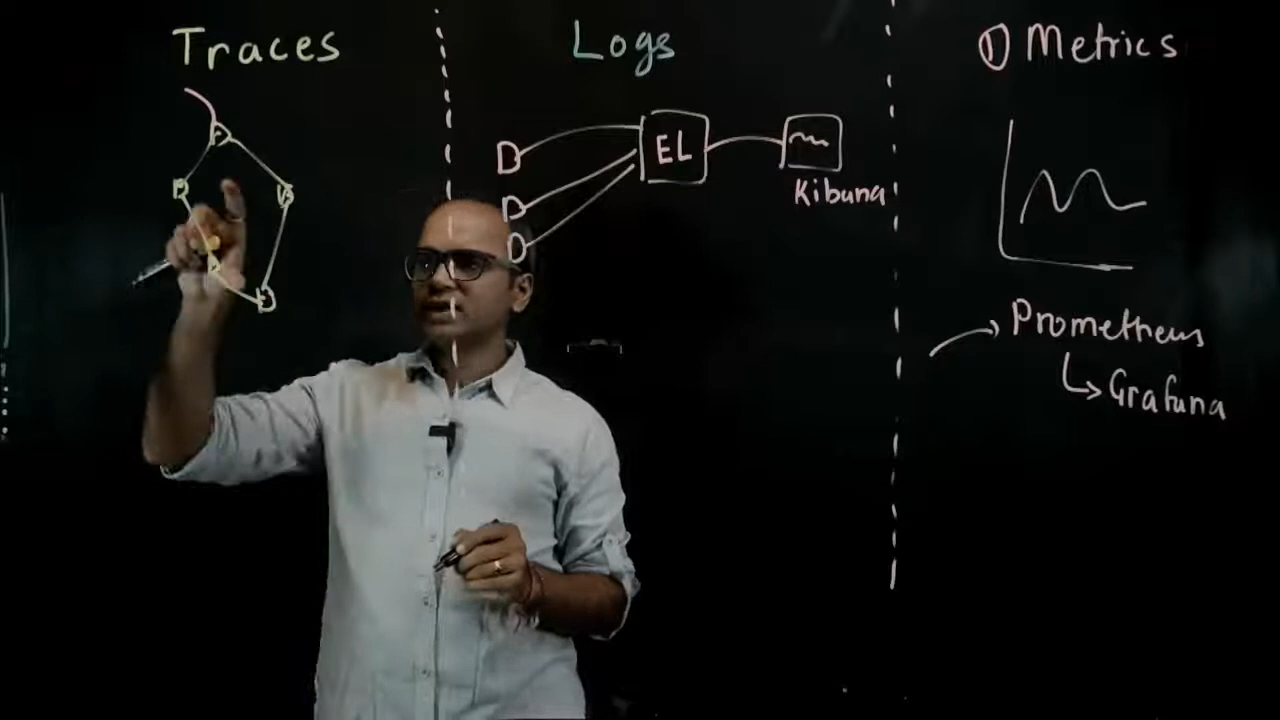 Traces
Logs
D
D
D
EL
Kibana
① Metrics
Prometheus
Grafana